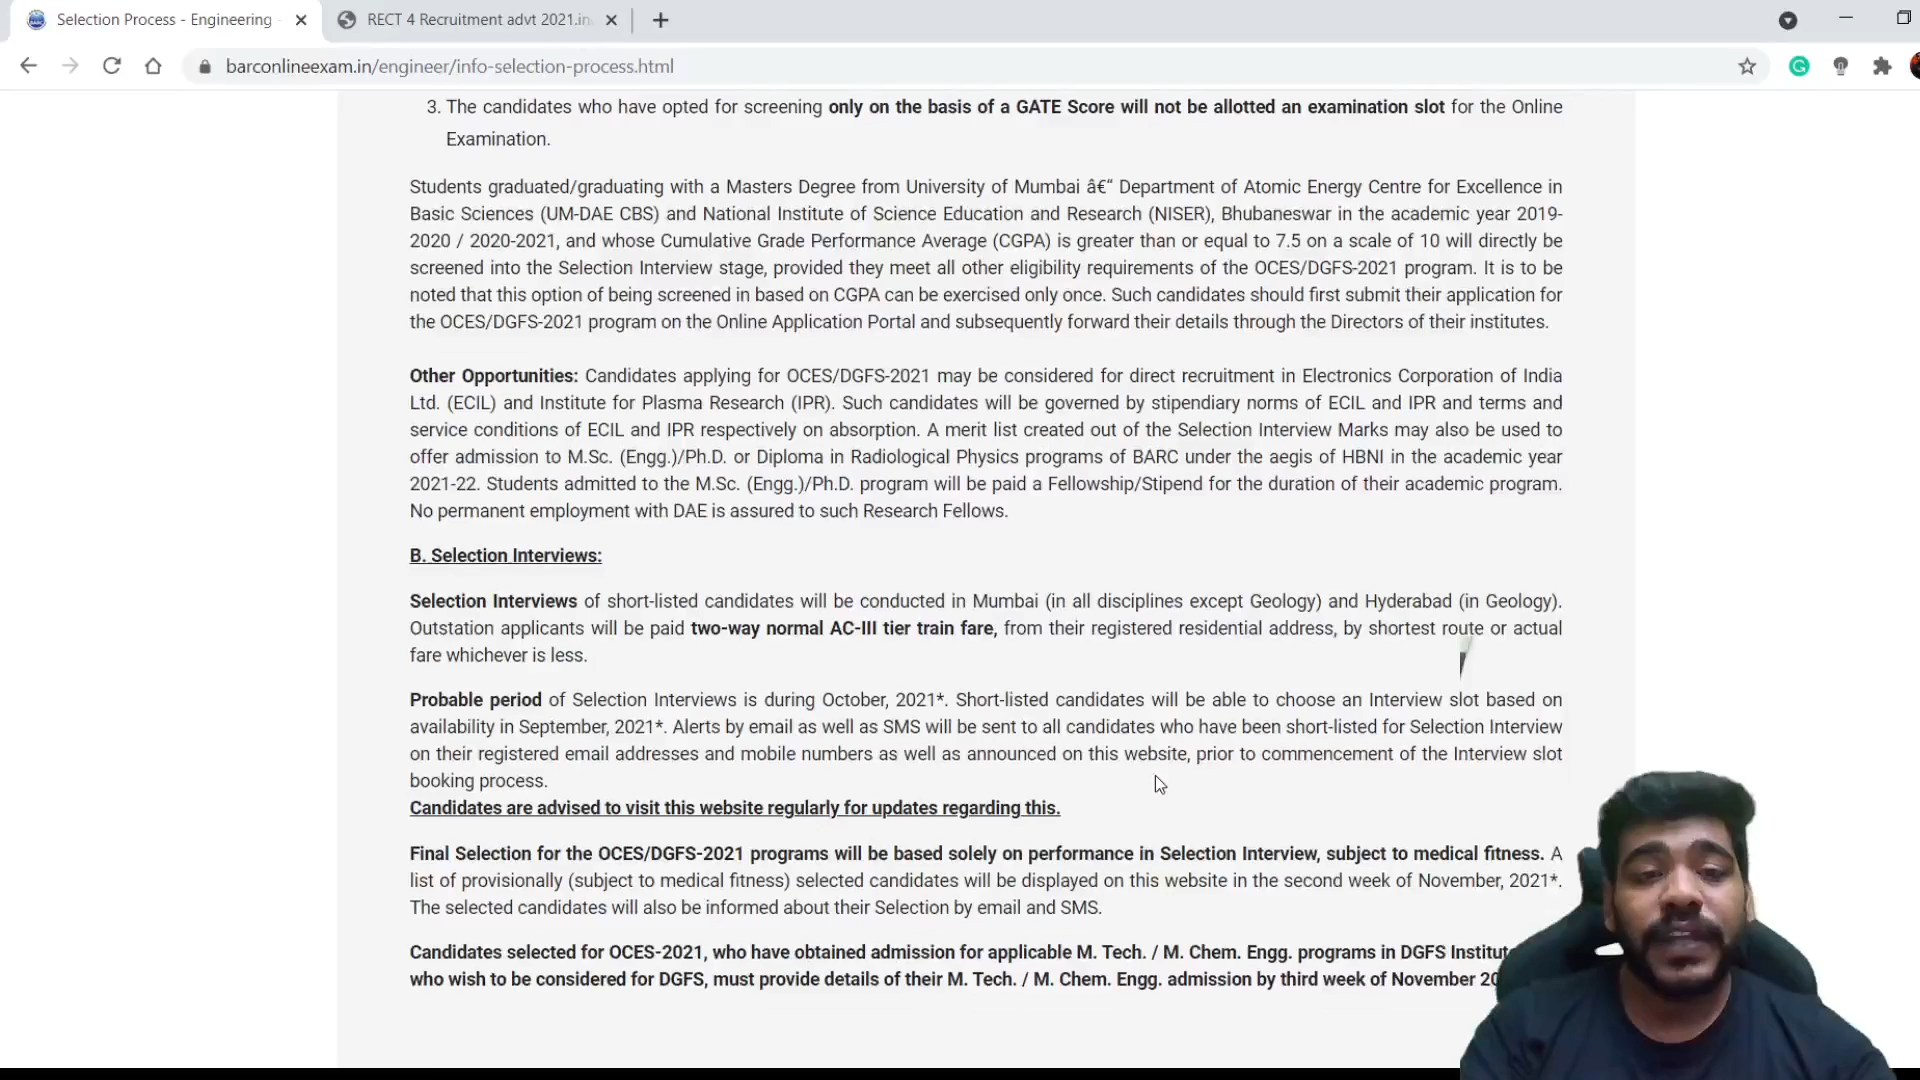 Selection Process - Engineering
RECT 4 Recruitment advt 2021.in
barconlineexam.in/engineer/info-selection-process.html
3. The candidates who have opted for screening only on the basis of a GATE Score will not be allotted an examination slot for the Online
Examination.
Students graduated/graduating with a Masters Degree from University of Mumbai â€“ Department of Atomic Energy Centre for Excellence in
Basic Sciences (UM-DAE CBS) and National Institute of Science Education and Research (NISER), Bhubaneswar in the academic year 2019-
2020 / 2020-2021, and whose Cumulative Grade Performance Average (CGPA) is greater than or equal to 7.5 on a scale of 10 will directly be
screened into the Selection Interview stage, provided they meet all other eligibility requirements of the OCES/DGFS-2021 program. It is to be
noted that this option of being screened in based on CGPA can be exercised only once. Such candidates should first submit their application for
the OCES/DGFS-2021 program on the Online Application Portal and subsequently forward their details through the Directors of their institutes.
Other Opportunities: Candidates applying for OCES/DGFS-2021 may be considered for direct recruitment in Electronics Corporation of India
Ltd. (ECIL) and Institute for Plasma Research (IPR). Such candidates will be governed by stipendiary norms of ECIL and IPR and terms and
service conditions of ECIL and IPR respectively on absorption. A merit list created out of the Selection Interview Marks may also be used to
offer admission to M.Sc. (Engg.)/Ph.D. or Diploma in Radiological Physics programs of BARC under the aegis of HBNI in the academic year
2021-22. Students admitted to the M.Sc. (Engg.)/Ph.D. program will be paid a Fellowship/Stipend for the duration of their academic program.
No permanent employment with DAE is assured to such Research Fellows.
B. Selection Interviews:
Selection Interviews of short-listed candidates will be conducted in Mumbai (in all disciplines except Geology) and Hyderabad (in Geology).
Outstation applicants will be paid two-way normal AC-III tier train fare, from their registered residential address, by shortest route or actual
fare whichever is less.
Probable period of Selection Interviews is during October, 2021*. Short-listed candidates will be able to choose an Interview slot based on
availability in September, 2021*. Alerts by email as well as SMS will be sent to all candidates who have been short-listed for Selection Interview
on their registered email addresses and mobile numbers as well as announced on this website, prior to commencement of the Interview slot
booking process.
Candidates are advised to visit this website regularly for updates regarding this.
Final Selection for the OCES/DGFS-2021 programs will be based solely on performance in Selection Interview, subject to medical fitness. A
list of provisionally (subject to medical fitness) selected candidates will be displayed on this website in the second week of November, 2021*.
The selected candidates will also be informed about their Selection by email and SMS.
Candidates selected for OCES-2021, who have obtained admission for applicable M. Tech. / M. Chem. Engg. programs in DGFS Institut
who wish to be considered for DGFS, must provide details of their M. Tech. / M. Chem. Engg. admission by third week of November 20